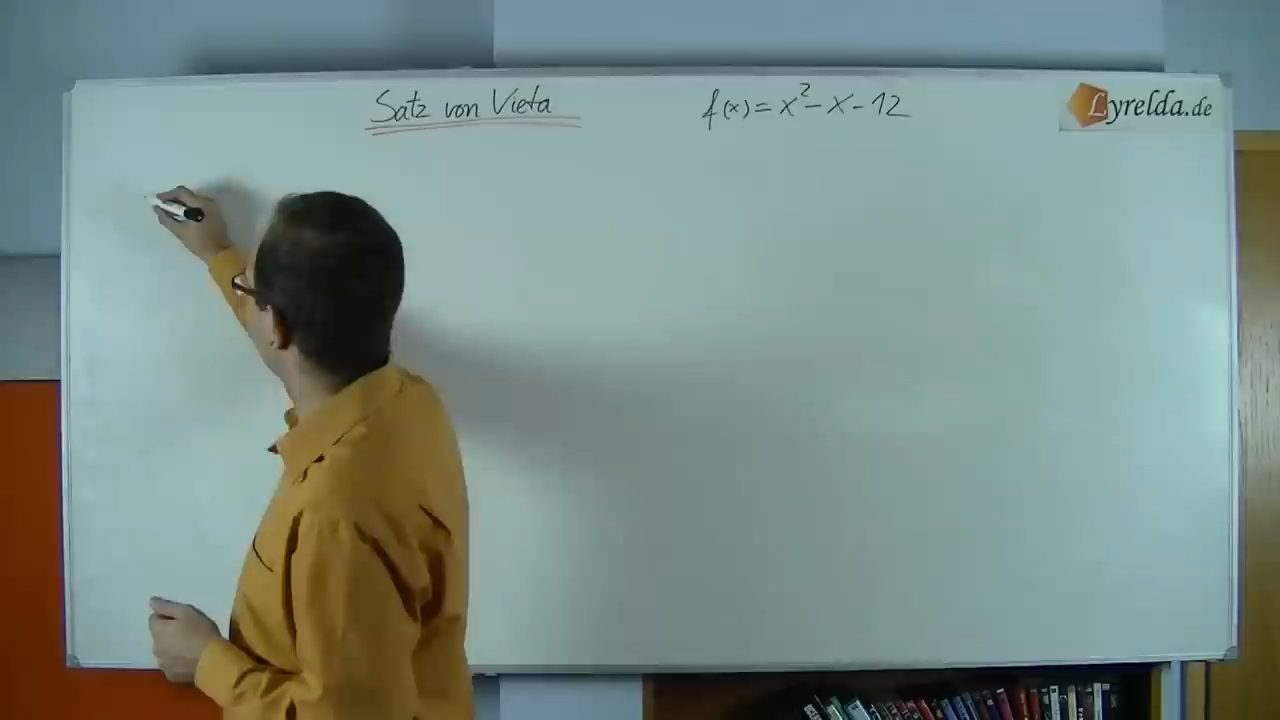 Satz von Vieta
f(x) = x² - x - 12
Lyrelda.de